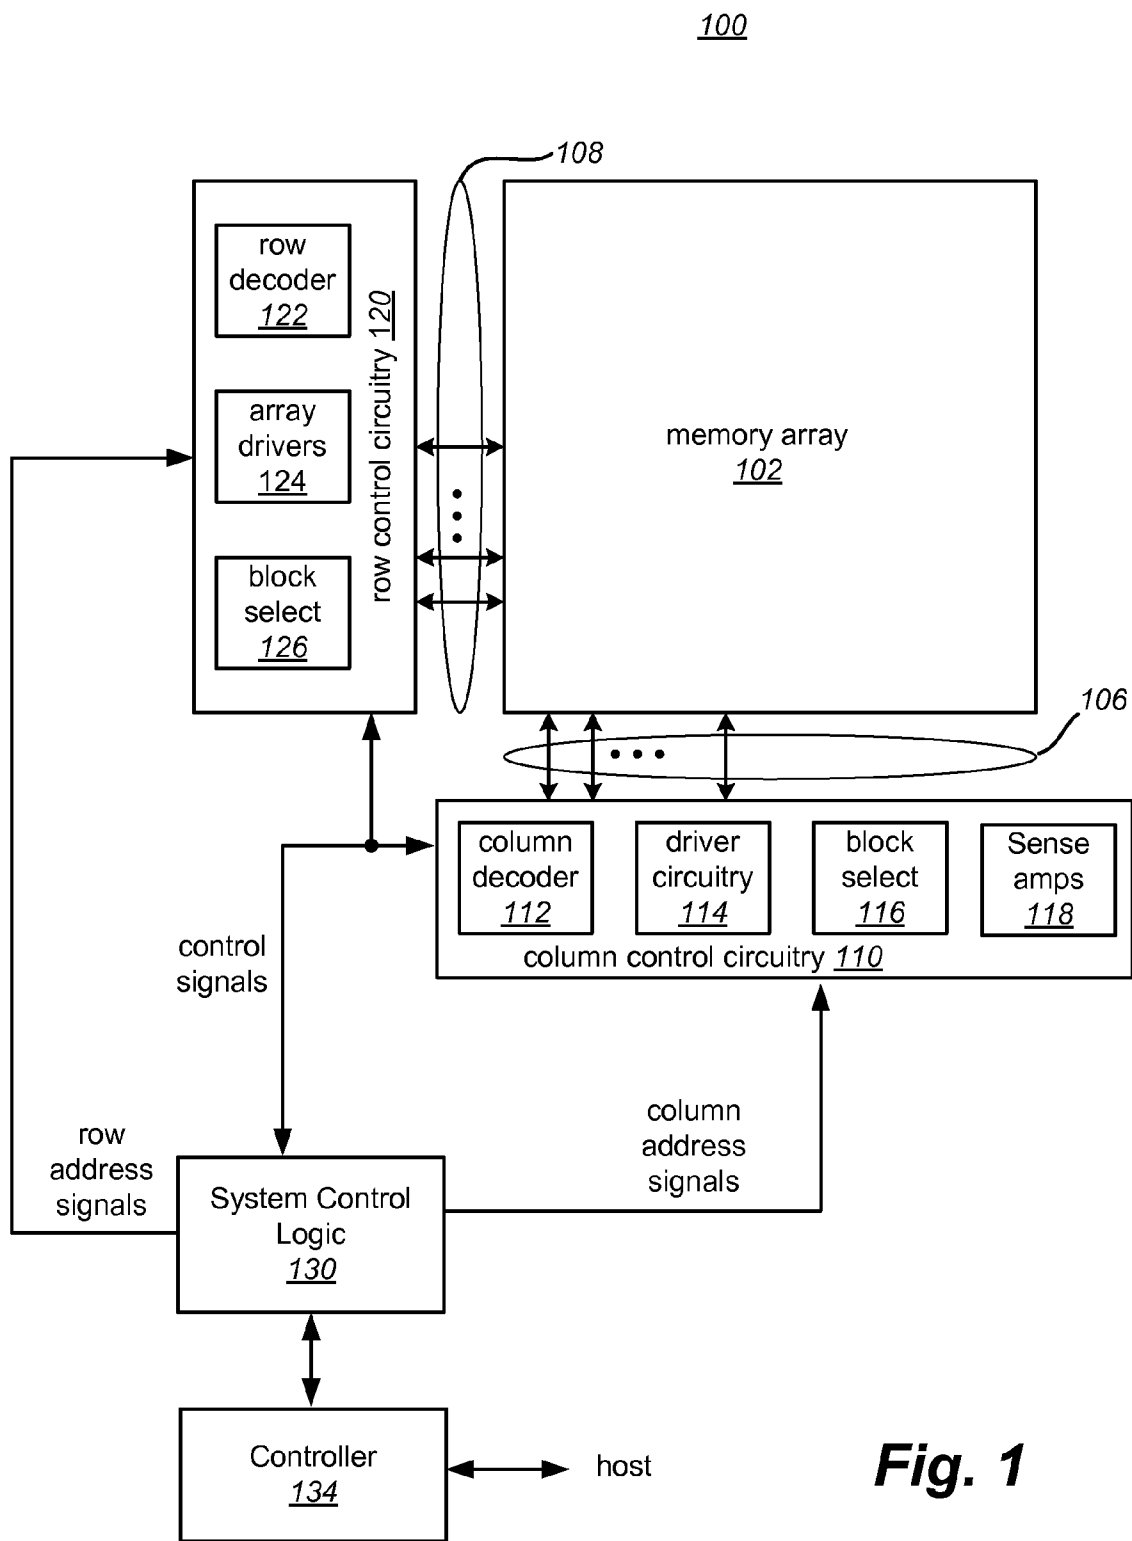 100
108
row
decoder
122
array
drivers
124
block
select
126
row control circuitry 120
memory array
102
106
column
decoder
112
driver
circuitry
114
block
select
116
Sense
amps
118
column control circuitry 110
control
signals
row
address
signals
column
address
signals
System Control
Logic
130
Controller
134
host
Fig. 1